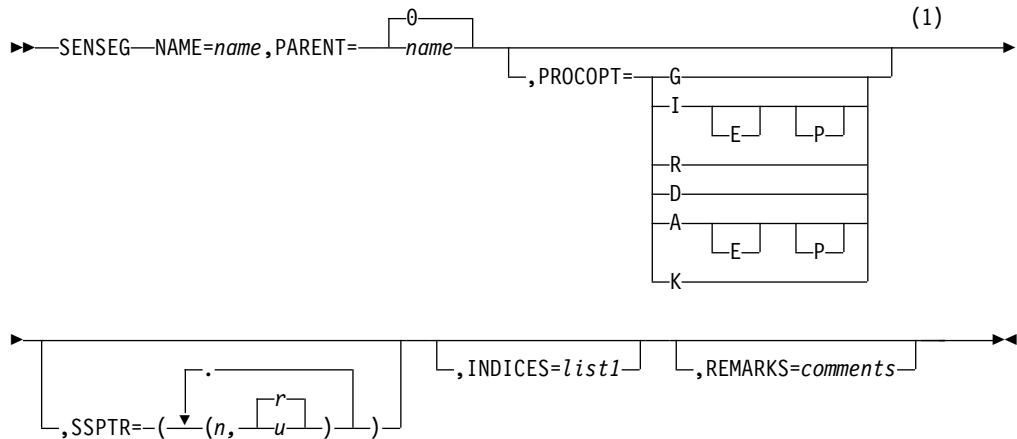 0
(1)
SENSEG NAME=name,PARENT= name
,PROCOPT= G
I
E P
R
D
A
E P
K
.
r
,SSPTR= ( (n, u ) )
,INDICES=list1
,REMARKS=comments